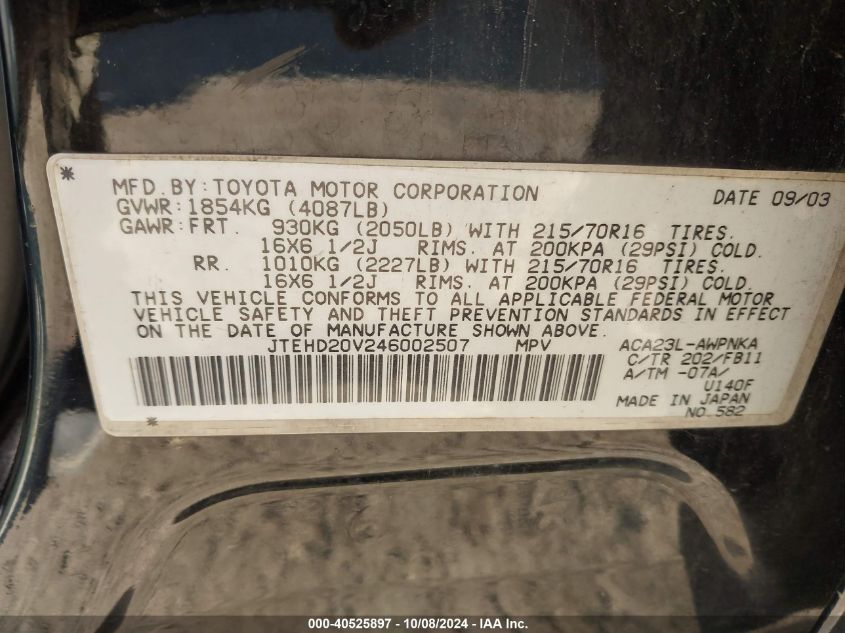 MFD. BY: TOYOTA MOTOR CORPORATION DATE 09/03
GVWR: 1854KG (4087LB)
GAWR: FRT. 930KG (2050LB) WITH 215/70R16 TIRES.
16X6 1/2J RIMS. AT 200KPA (29PSI) COLD.
RR. 1010KG (2227LB) WITH 215/70R16 TIRES.
16X6 1/2J RIMS. AT 200KPA (29PSI) COLD.
THIS VEHICLE CONFORMS TO ALL APPLICABLE FEDERAL MOTOR
VEHICLE SAFETY AND THEFT PREVENTION STANDARDS IN EFFECT
ON THE DATE OF MANUFACTURE SHOWN ABOVE.
JTEHD20V246002507 MPV ACA23L-AWPNKA
C/TR 202/FB11
A/TM -07A/
U140F
MADE IN JAPAN
NO. 582
000-40525897 - 10/08/2024 - IAA Inc.